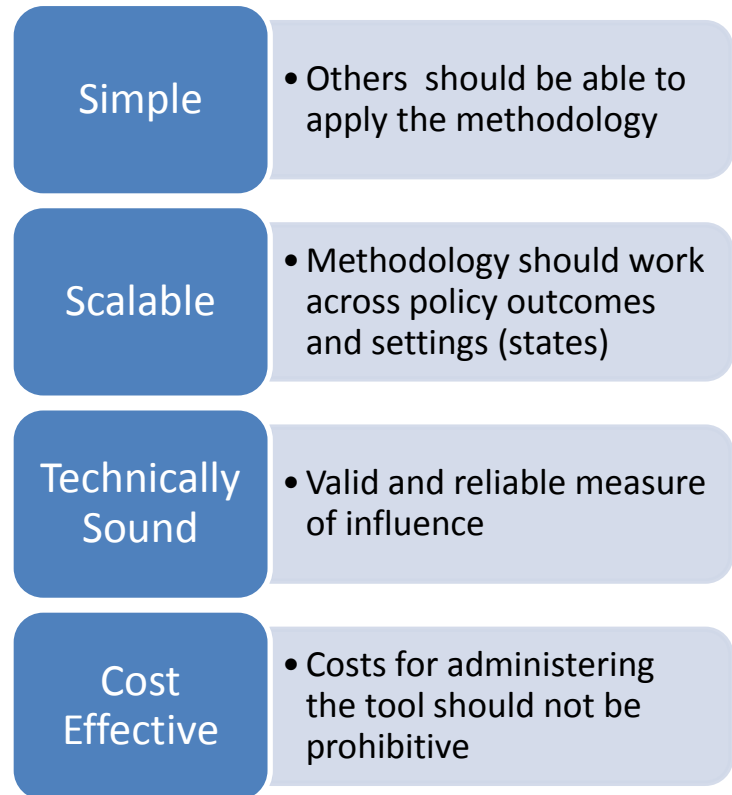 Simple
• Others  should be able to
apply the methodology
Scalable
• Methodology should work
across policy outcomes
and settings (states)
Technically
Sound
• Valid and reliable measure
of influence
Cost
Effective
• Costs for administering
the tool should not be
prohibitive